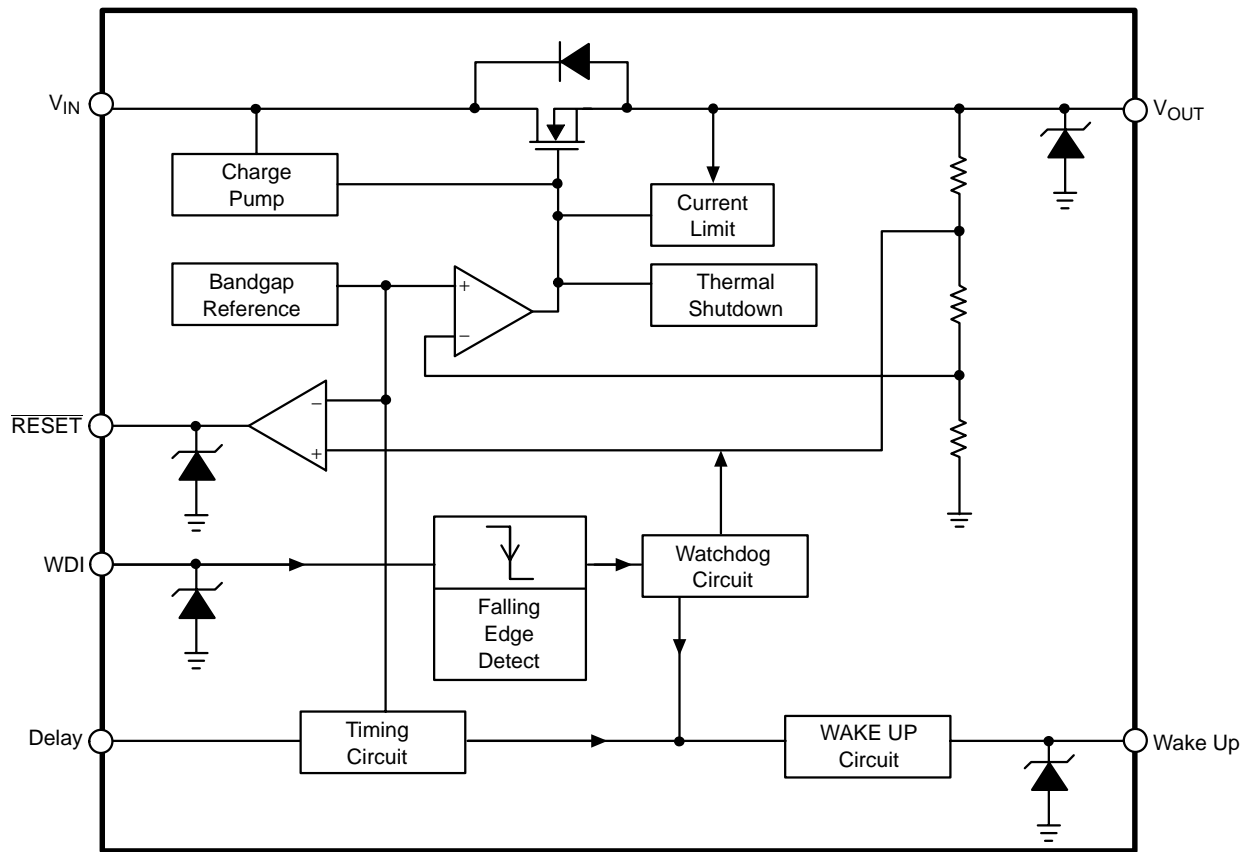 VIN
VOUT
Charge
Pump
Current
Limit
Bandgap
Reference
+
−
Thermal
Shutdown
RESET
−
+
WDI
Falling
Edge
Detect
Watchdog
Circuit
Delay
Timing
Circuit
WAKE UP
Circuit
Wake Up